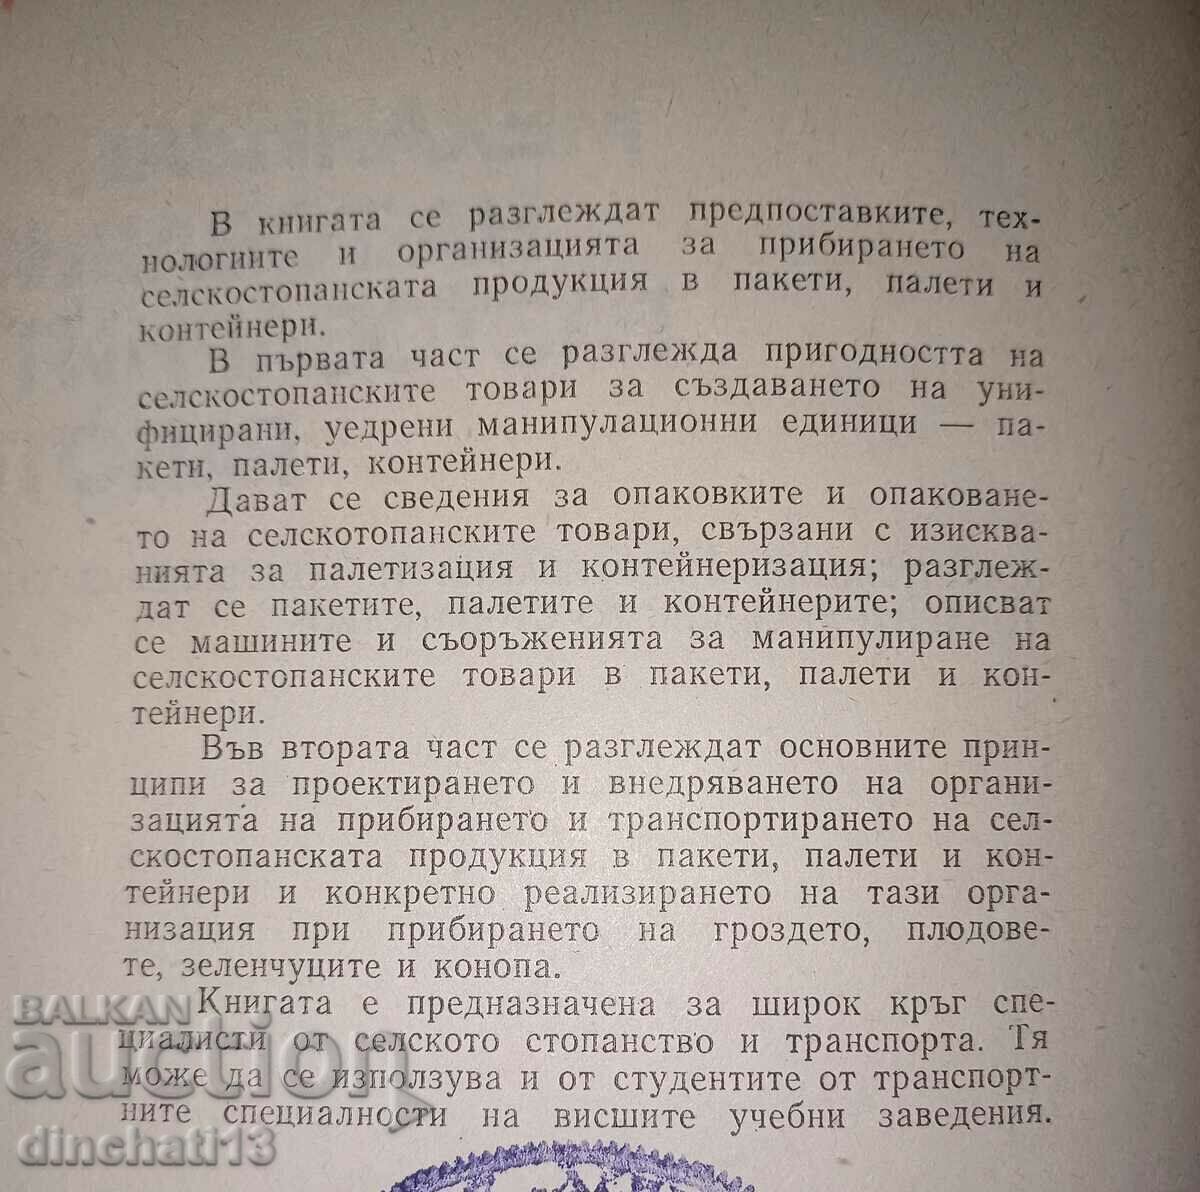 В книгата се разглеждат предпоставките, тех-
нологиите и организацията за прибирането на
селскостопанската продукция в пакети, палети и
контейнери.
В първата част се разглежда пригодността на
селскостопанските товари за създаването на уни-
фицирани, уедрени манипулационни единици — па-
кети, палети, контейнери.
Дават се сведения за опаковките и опаковане-
то на селскотопанските товари, свързани с изисква-
нията за палетизация и контейнеризация; разглеж-
дат се пакетите, палетите и контейнерите; описват
се машините и съоръженията за манипулиране на
селскостопанските товари в пакети, палети и кон-
тейнери.
Във втората част се разглеждат основните прин-
ципи за проектирането и внедряването на органи-
зацията на прибирането и транспортирането на сел-
скостопанската продукция в пакети, палети и кон-
тейнери и конкретно реализирането на тази орга-
низация при прибирането на гроздето, плодове-
те, зеленчуците и конопа.
Книгата е предназначена за широк кръг спе-
циалисти от селското стопанство и транспорта. Тя
може да се използува и от студентите от транспорт-
ните специалности на висшите учебни заведения.
BALKAN
auction
dinchati13